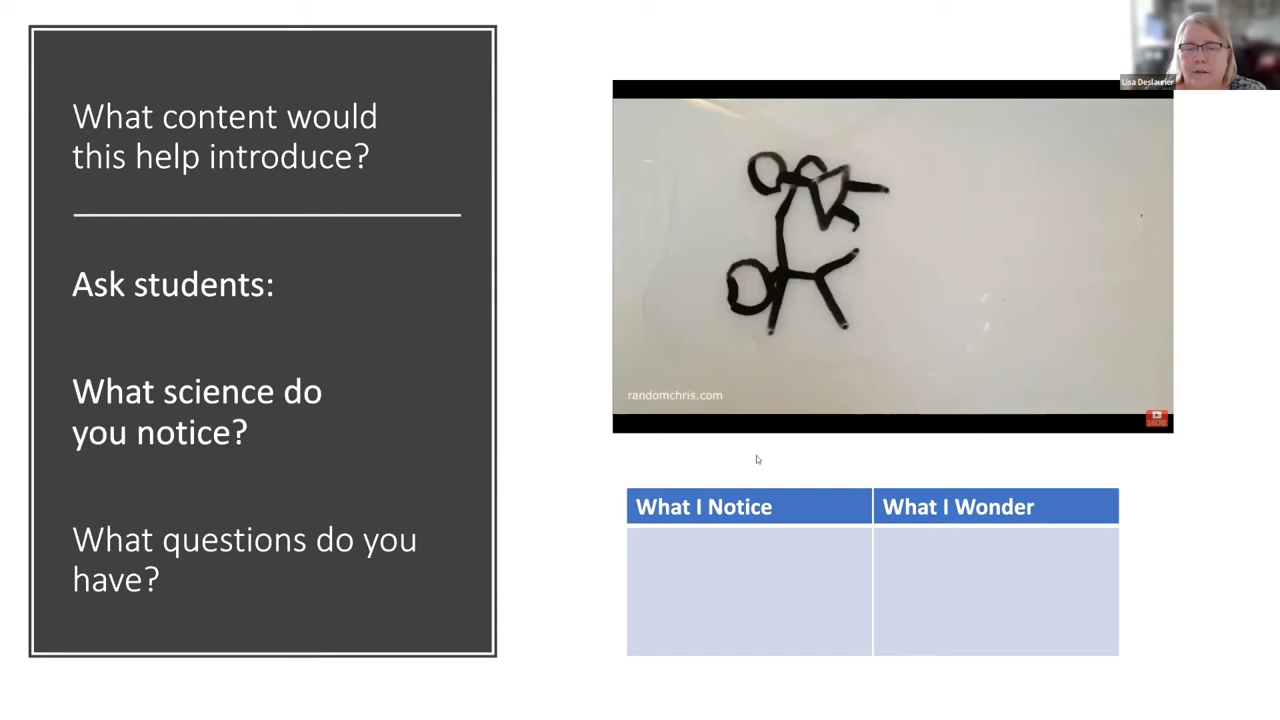 What content would
this help introduce?
Ask students:
What science do
you notice?
What questions do you
have?
Lisa Deslaurier
randomchris.com
SUBSCRIBE
What I Notice
What I Wonder